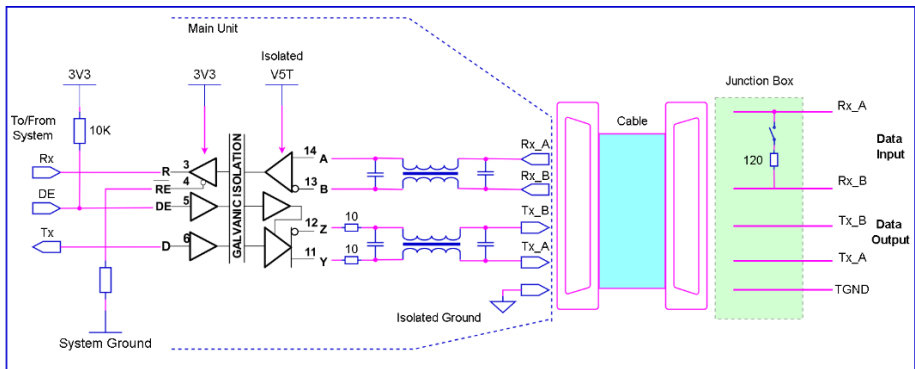 Main Unit
Isolated
3V3
3V3
V5T
Junction Box
To/From
System
10K
Cable
Rx_A
Data
Input
Rx
R
3
14
A
Rx_A
120
4
RE
13
B
Rx_B
Rx_B
DE
DE
5
GALVANIC ISOLATION
12
Z
10
Tx_B
Tx_B
Data
Output
Tx
D
6
11
Y
10
Tx_A
Tx_A
TGND
Isolated Ground
System Ground